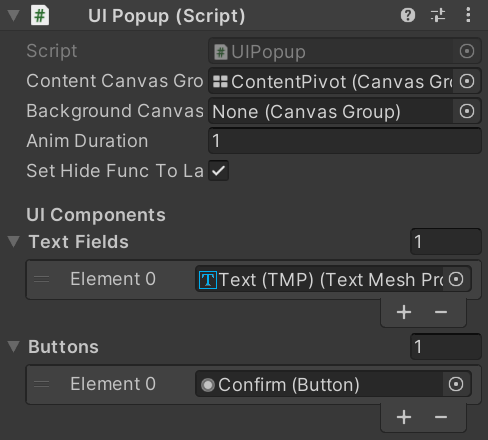 # UI Popup (Script)
Script # UIPopup
Content Canvas Gro ContentPivot (Canvas Gro
Background Canvas None (Canvas Group)
Anim Duration 1
Set Hide Func To La
UI Components
Text Fields 1
Element 0 T Text (TMP) (Text Mesh Pro
+ −
Buttons 1
Element 0 Confirm (Button)
+ −